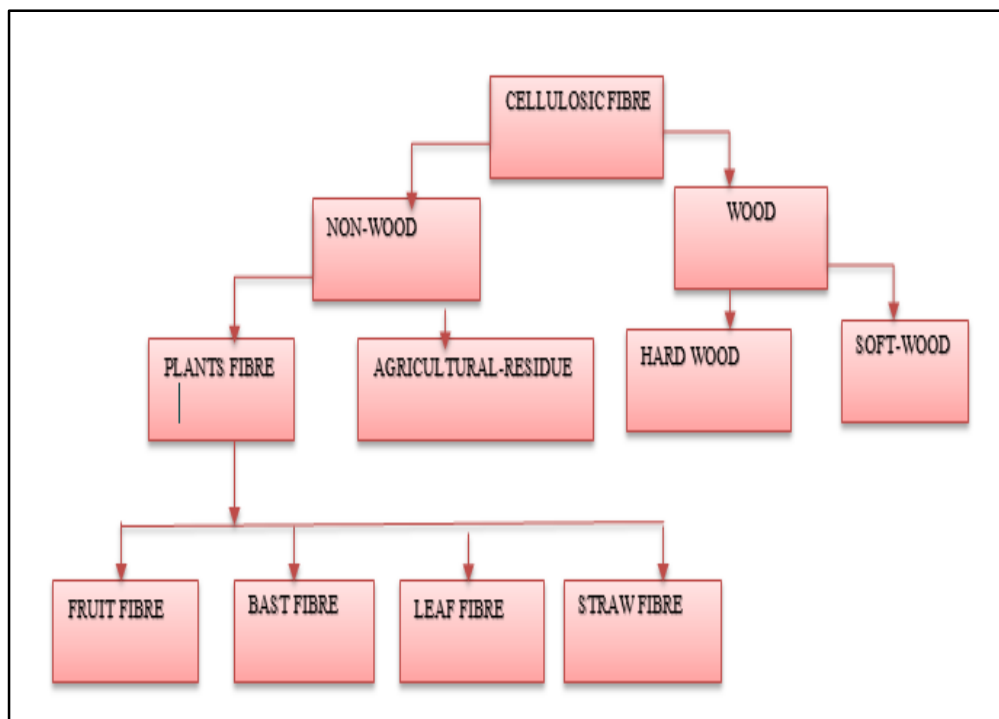 CELLULOSIC FIBRE
NON-WOOD
WOOD
PLANTS FIBRE
AGRICULTURAL-RESIDUE
HARD WOOD
SOFT-WOOD
FRUIT FIBRE
BAST FIBRE
LEAF FIBRE
STRAW FIBRE